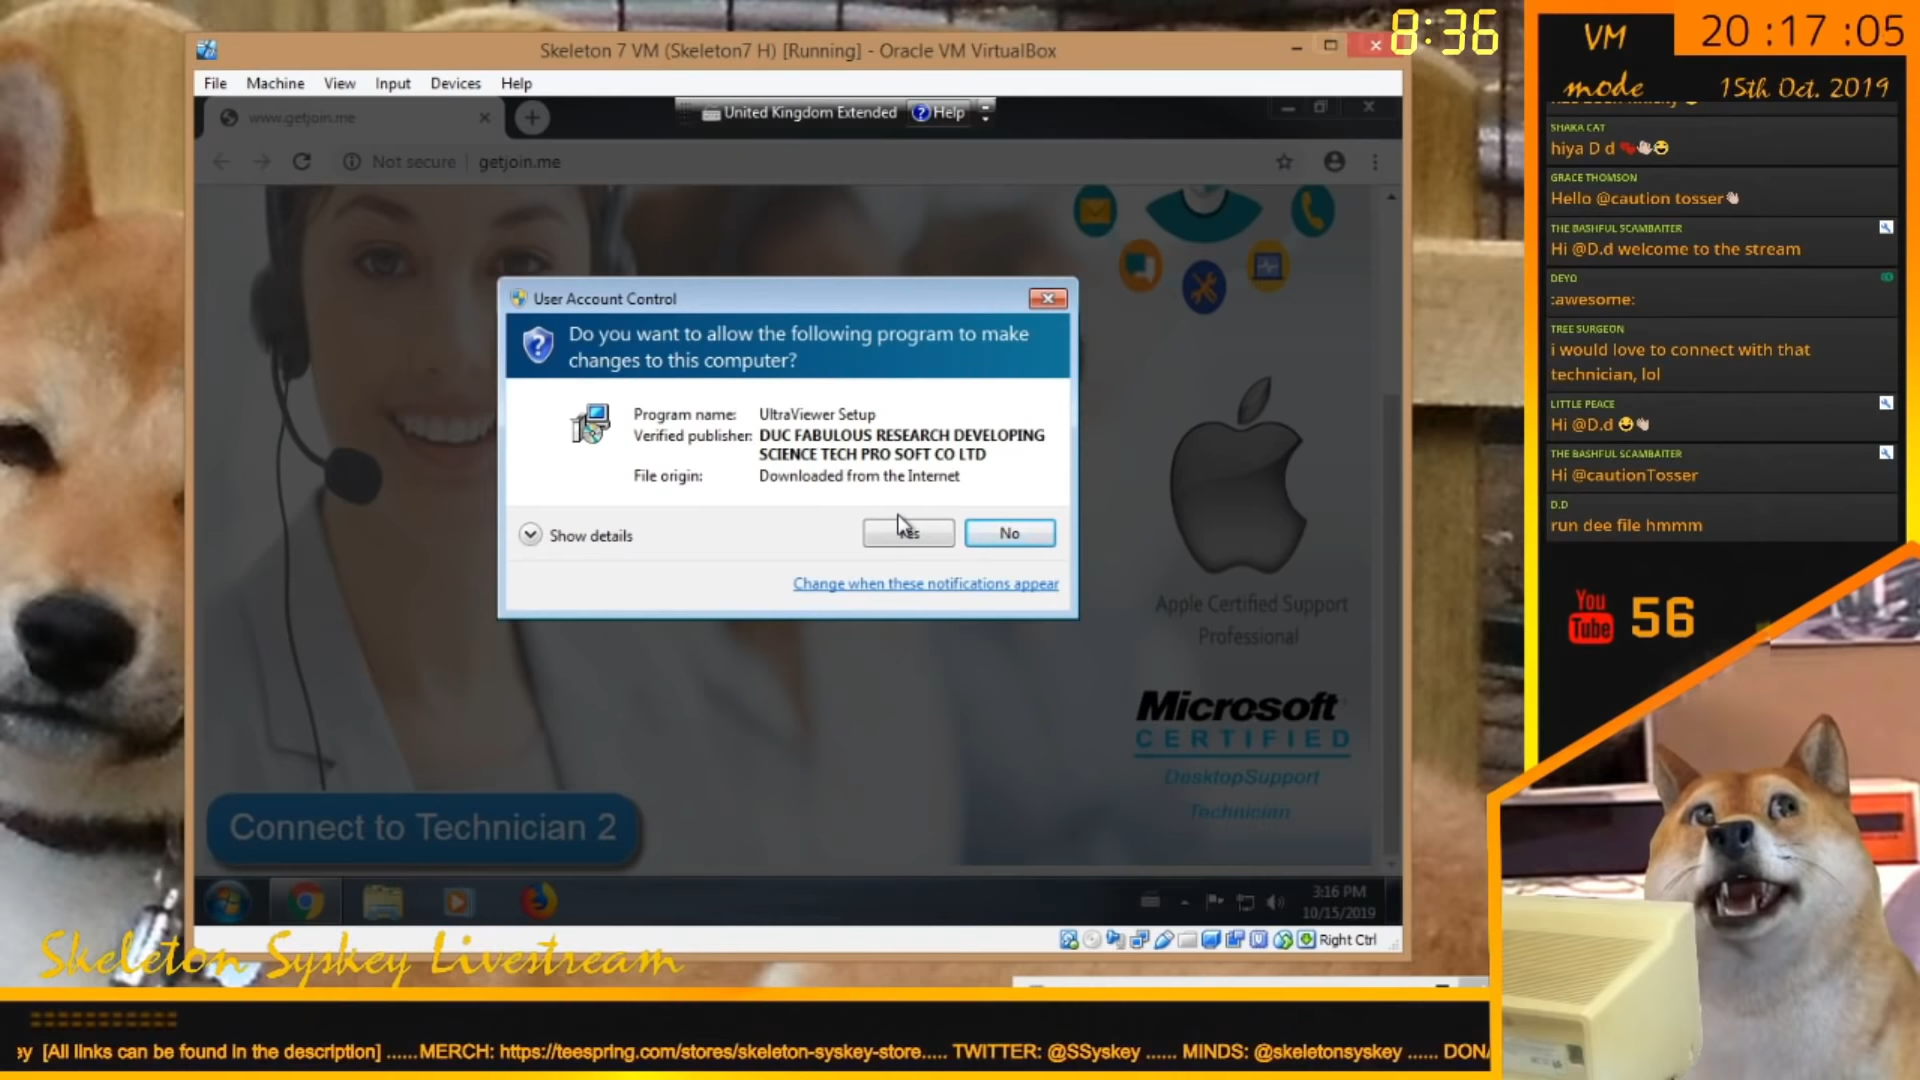 Skeleton 7 VM (Skeleton7 H) [Running] - Oracle VM VirtualBox
8:36
File Machine View Input Devices Help
www.getjoin.me
United Kingdom Extended Help
Not secure getjoin.me
User Account Control
Do you want to allow the following program to make
changes to this computer?
Program name: UltraViewer Setup
Verified publisher: DUC FABULOUS RESEARCH DEVELOPING
SCIENCE TECH PRO SOFT CO LTD
File origin: Downloaded from the Internet
Show details
Yes
No
Change when these notifications appear
Apple Certified Support
Professional
Microsoft
CERTIFIED
DesktopSupport
Technician
Connect to Technician 2
3:16 PM
10/15/2019
Right Ctrl
Skeleton Syskey Livestream
[All links can be found in the description] ......MERCH: https://teespring.com/stores/skeleton-syskey-store..... TWITTER: @SSyskey ...... MINDS: @skeletonsyskey ......
VM
mode
20 :17 :05
15th Oct. 2019
SHAKA CAT
hiya D d
GRACE THOMSON
Hello @caution tosser
THE BASHFUL SCAMBAITER
Hi @D.d welcome to the stream
DEYO
:awesome:
TREE SURGEON
i would love to connect with that
technician, lol
LITTLE PEACE
Hi @D.d
THE BASHFUL SCAMBAITER
Hi @cautionTosser
D.D
run dee file hmmm
You
Tube
56